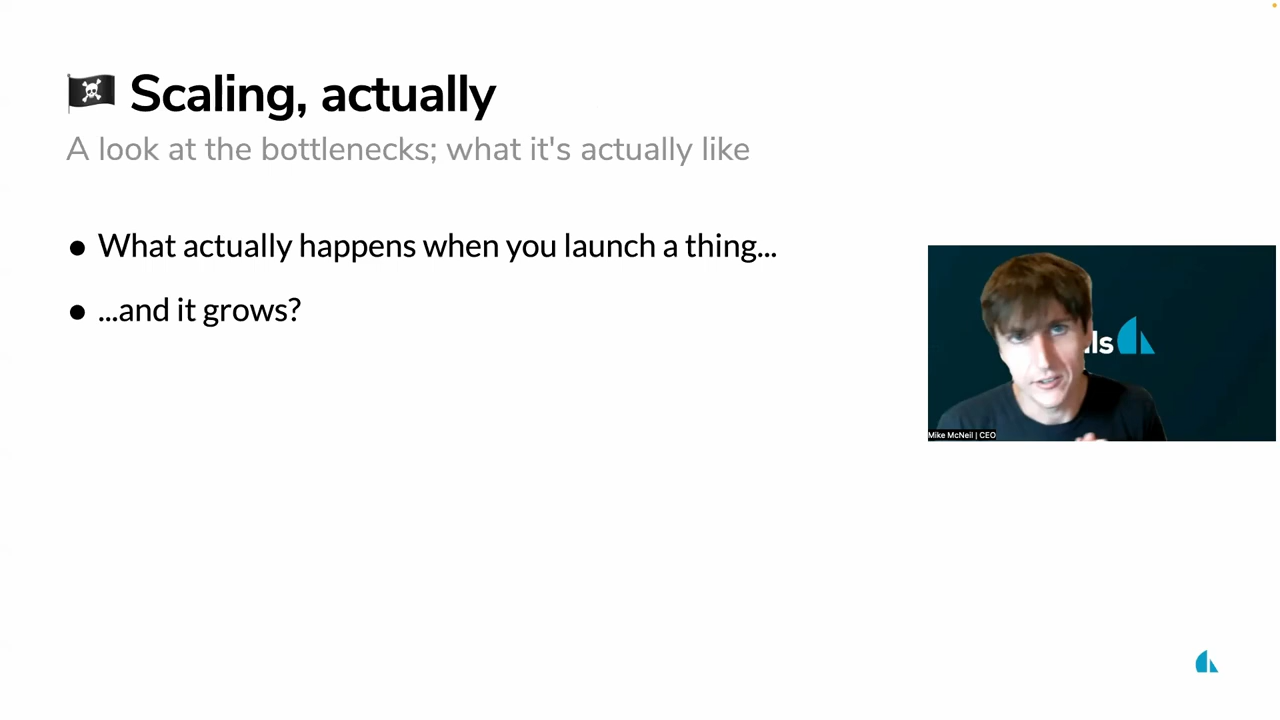 🏴‍☠️ Scaling, actually
A look at the bottlenecks; what it's actually like
● What actually happens when you launch a thing...
● ...and it grows?
ls
Mike McNeil | CEO